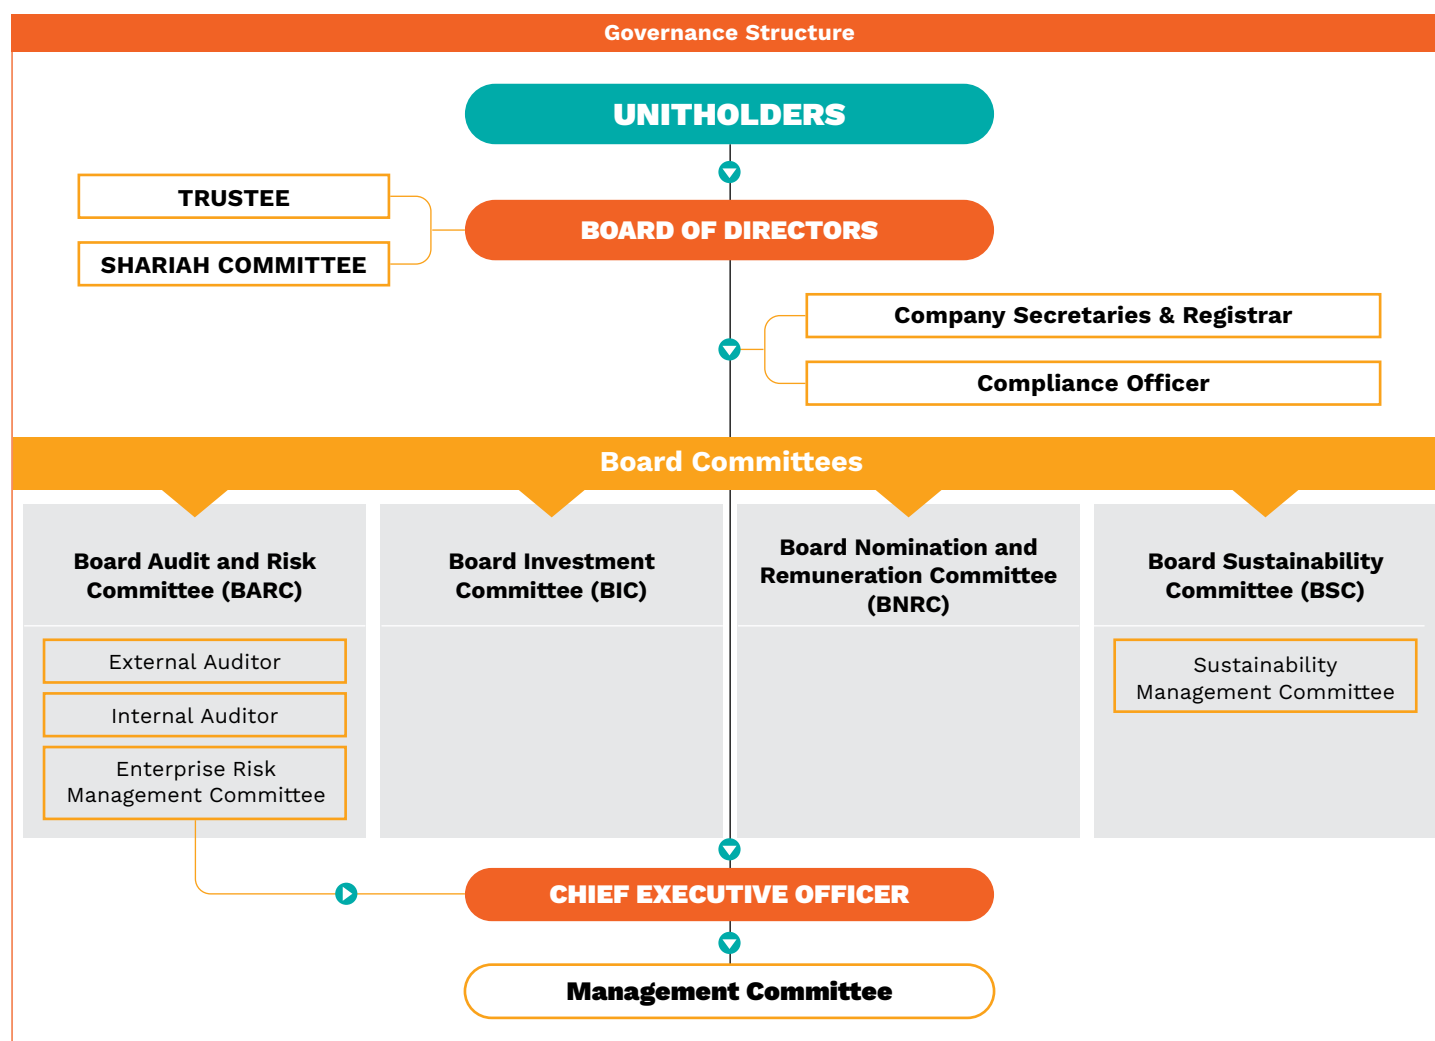 Governance Structure
UNITHOLDERS
TRUSTEE
BOARD OF DIRECTORS
SHARIAH COMMITTEE
Company Secretaries & Registrar
Compliance Officer
Board Committees
Board Audit and Risk
Committee (BARC)
External Auditor
Internal Auditor
Enterprise Risk
Management Committee
Board Investment
Committee (BIC)
Board Nomination and
Remuneration Committee
(BNRC)
Board Sustainability
Committee (BSC)
Sustainability
Management Committee
CHIEF EXECUTIVE OFFICER
Management Committee